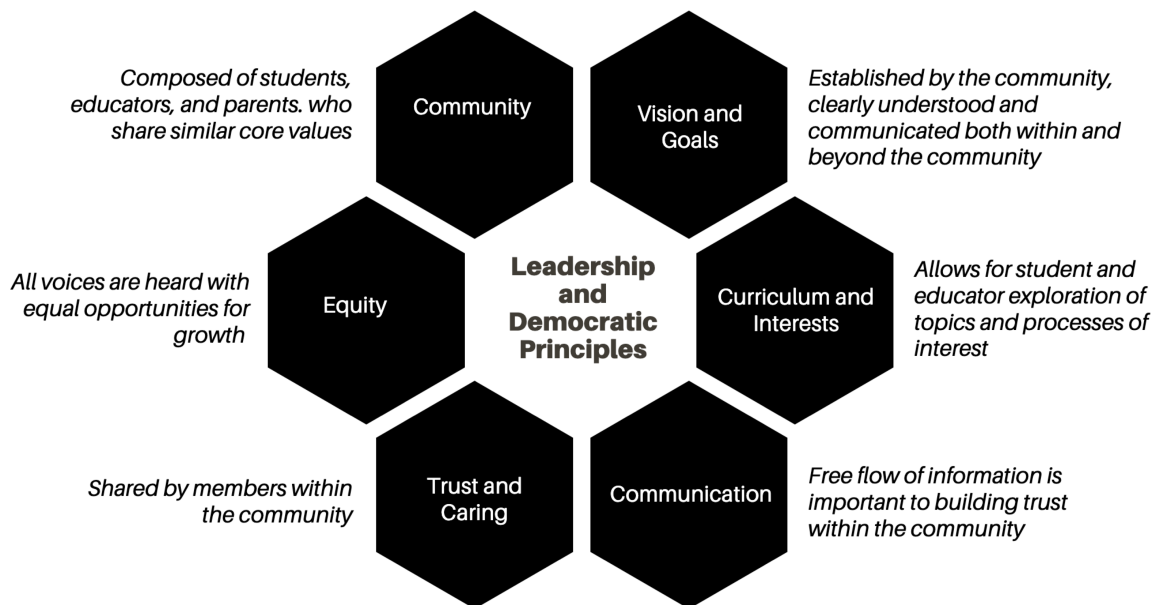 Composed of students,
educators, and parents. who
share similar core values
Community
Vision and
Goals
Established by the community,
clearly understood and
communicated both within and
beyond the community
All voices are heard with
equal opportunities for
growth
Equity
Leadership
and
Democratic
Principles
Curriculum and
Interests
Allows for student and
educator exploration of
topics and processes of
interest
Shared by members within
the community
Trust and
Caring
Communication
Free flow of information is
important to building trust
within the community